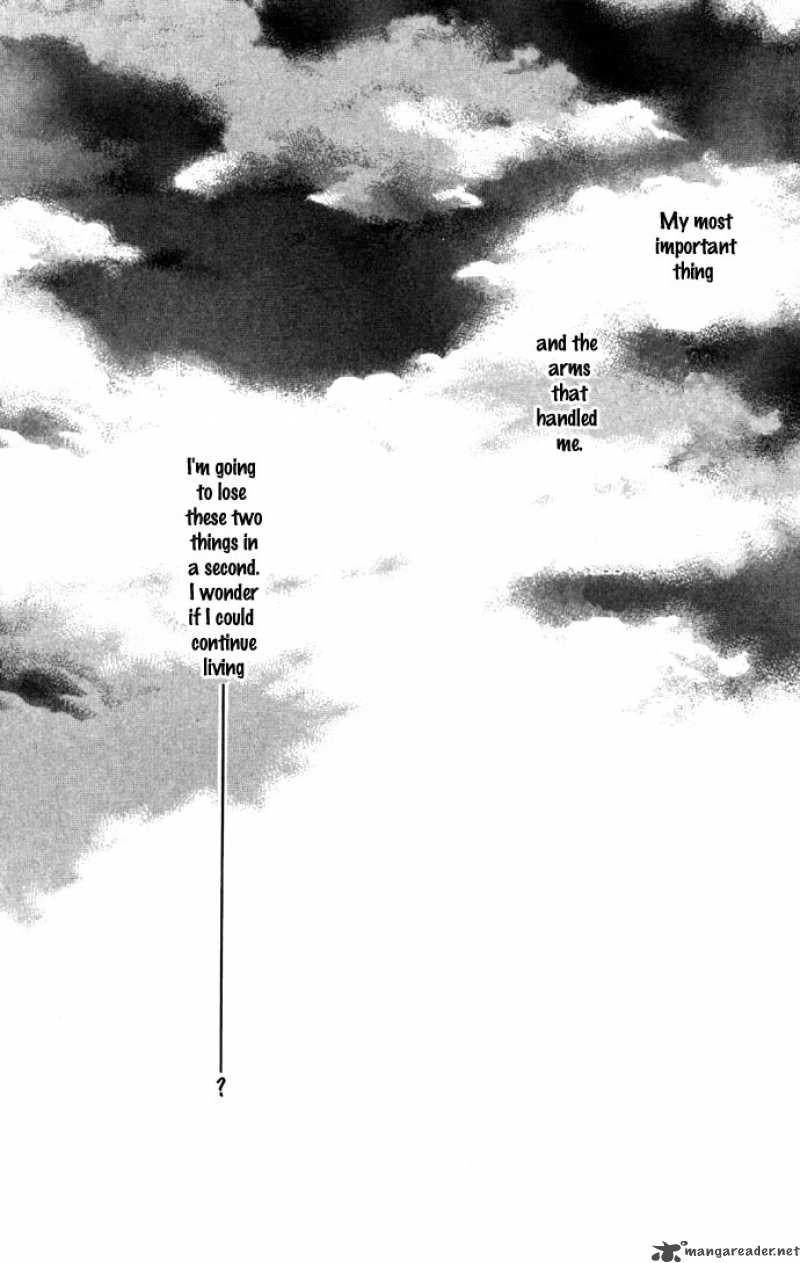 My most
important
thing
and the
arms
that
handled
me.
I'm going
to lose
these two
things in
a second.
I wonder
if I could
continue
living
?
mangareader.net